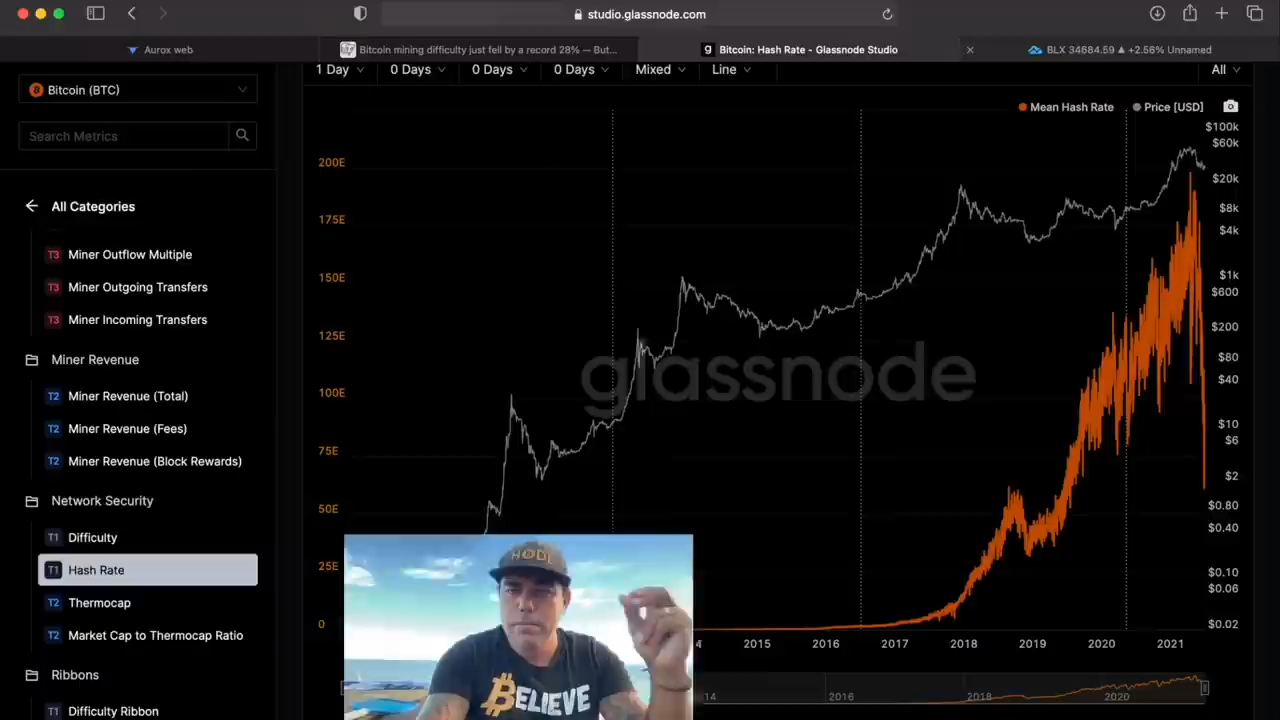 studio.glassnode.com
Aurox web
Bitcoin mining difficulty just fell by a record 28% — But...
g Bitcoin: Hash Rate - Glassnode Studio
BLX 34684.59 ▲ +2.56% Unnamed
Bitcoin (BTC)
1 Day
0 Days
0 Days
0 Days
Mixed
Line
All
Search Metrics
All Categories
T3 Miner Outflow Multiple
T3 Miner Outgoing Transfers
T3 Miner Incoming Transfers
Miner Revenue
T2 Miner Revenue (Total)
T2 Miner Revenue (Fees)
T2 Miner Revenue (Block Rewards)
Network Security
T1 Difficulty
T1 Hash Rate
T2 Thermocap
T2 Market Cap to Thermocap Ratio
Ribbons
T1 Difficulty Ribbon
Mean Hash Rate
Price [USD]
200E
175E
150E
125E
100E
75E
50E
25E
0
$100k
$60k
$20k
$8k
$4k
$1k
$600
$200
$80
$40
$10
$6
$2
$0.80
$0.40
$0.10
$0.06
$0.02
glassnode
4
2015
2016
2017
2018
2019
2020
2021
14
2016
2018
2020
HODL
BELIEVE